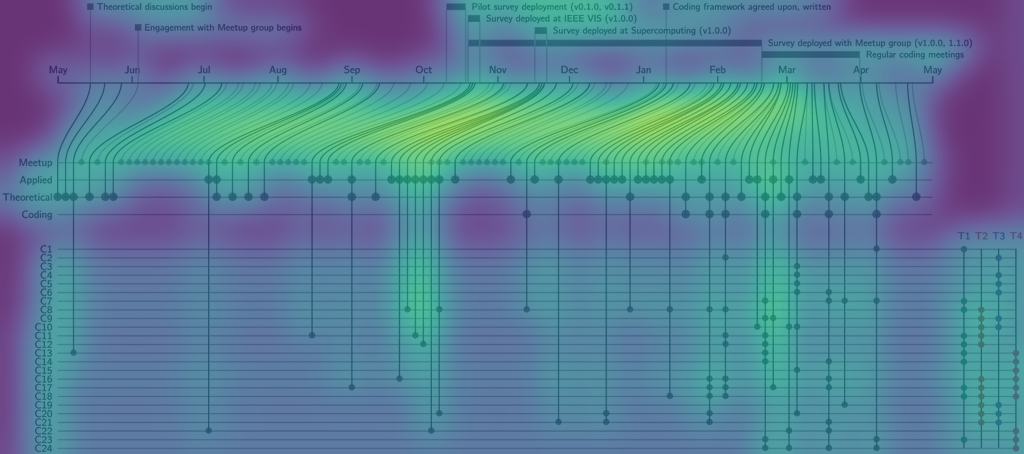 Theoretical discussions begin
Engagement with Meetup group begins
Pilot survey deployment (v0.1.0, v0.1.1)
Survey deployed at IEEE VIS (v1.0.0)
Survey deployed at Supercomputing (v1.0.0)
Coding framework agreed upon, written
Survey deployed with Meetup group (v1.0.0, 1.1.0)
Regular coding meetings
May Jun Jul Aug Sep Oct Nov Dec Jan Feb Mar Apr May
Meetup
Applied
Theoretical
Coding
T1 T2 T3 T4
C1
C2
C3
C4
C5
C6
C7
C8
C9
C10
C11
C12
C13
C14
C15
C16
C17
C18
C19
C20
C21
C22
C23
C24